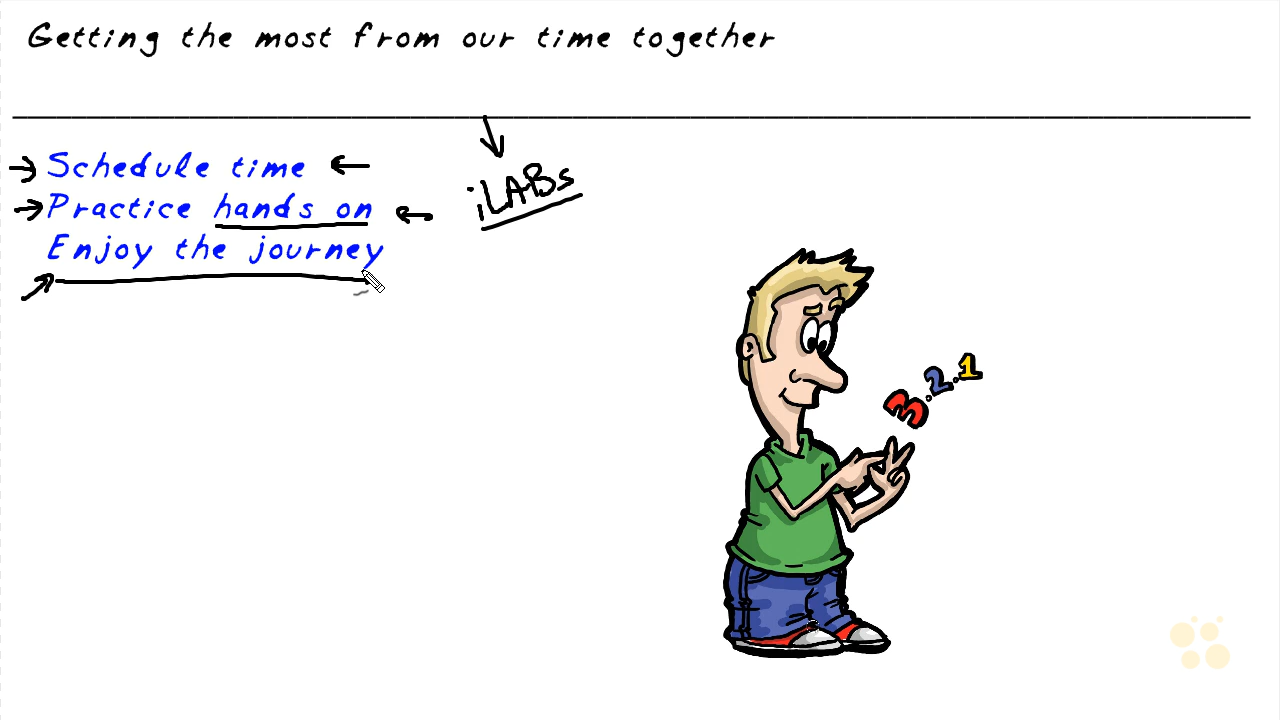 Getting the most from our time together
Schedule time
Practice hands on
Enjoy the journey
iLABs
3.2.1